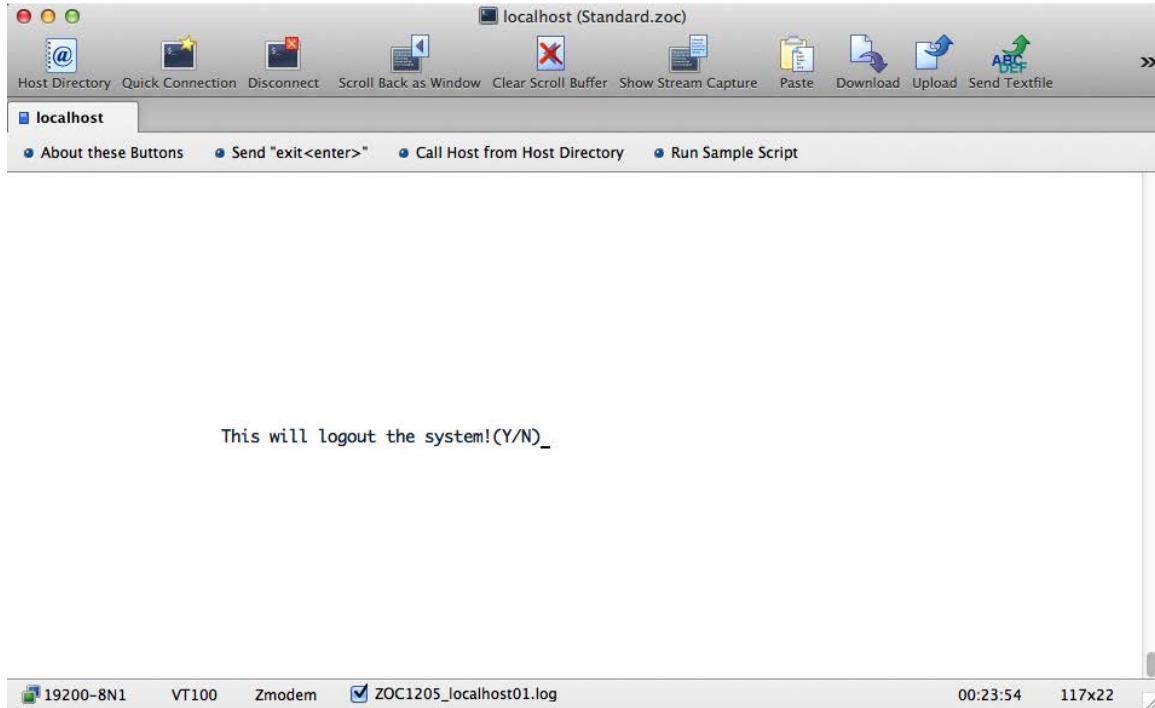 localhost (Standard.zoc)
@
ABC
DEF
Host Directory Quick Connection Disconnect Scroll Back as Window Clear Scroll Buffer Show Stream Capture Paste Download Upload Send Textfile »
localhost
About these Buttons Send "exit<enter>" Call Host from Host Directory Run Sample Script
This will logout the system!(Y/N)_
19200-8N1 VT100 Zmodem ZOC1205_localhost01.log 00:23:54 117x22